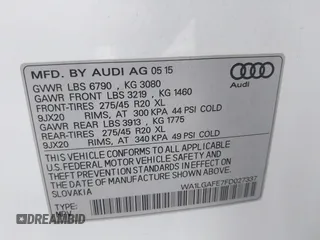 MFD. BY AUDI AG 05 15
GVWR LBS 6790 , KG 3080
GAWR FRONT LBS 3219 , KG 1460
FRONT-TIRES 275/45 R20 XL
9JX20 RIMS, AT 300 KPA/ 44 PSI COLD
GAWR REAR LBS 3913 , KG 1775
REAR-TIRES 275/45 R20 XL
9JX20 RIMS, AT 340 KPA/ 49 PSI COLD
THIS VEHICLE CONFORMS TO ALL APPLICABLE
U.S. FEDERAL MOTOR VEHICLE SAFETY AND
THEFT PREVENTION STANDARDS IN EFFECT
ON THE DATE OF MANUFACTURE SHOWN ABOVE
SLOVAKIA
TYPE:
Audi
DREAMBID